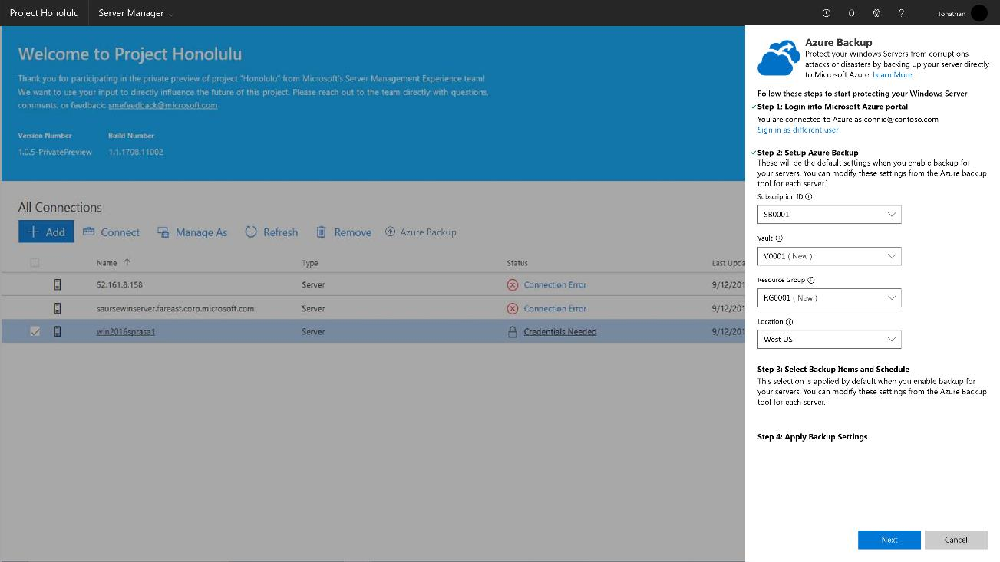 Project Honolulu
Server Manager
Jonathan
Welcome to Project Honolulu
Thank you for participating in the private preview of project "Honolulu" from Microsoft's Server Management Experience team!
We want to use your input to directly influence the future of this project. Please reach out to the team directly with questions,
comments, or feedback: smefeedback@microsoft.com
Version Number
Build Number
1.0.5-PrivatePreview
1.1.1708.11002
All Connections
Add
Connect
Manage As
Refresh
Remove
Azure Backup
Name
Type
Status
Last Upda
52.161.8.158
Server
Connection Error
9/12/201
saursewinserver.fareast.corp.microsoft.com
Server
Connection Error
9/12/201
win2016sprasa1
Server
Credentials Needed
9/12/201
Azure Backup
Protect your Windows Servers from corruptions,
attacks or disasters by backing up your server directly
to Microsoft Azure. Learn More
Follow these steps to start protecting your Windows Server
Step 1: Login into Microsoft Azure portal
You are connected to Azure as connie@contoso.com
Sign in as different user
Step 2: Setup Azure Backup
These will be the default settings when you enable backup for
your servers. You can modify these settings from the Azure backup
tool for each server.`
Subscription ID
SB0001
Vault
V0001 ( New )
Resource Group
RG0001 ( New )
Location
West US
Step 3: Select Backup Items and Schedule
This selection is applied by default when you enable backup for
your servers. You can modify these settings from the Azure Backup
tool for each server.
Step 4: Apply Backup Settings
Next
Cancel